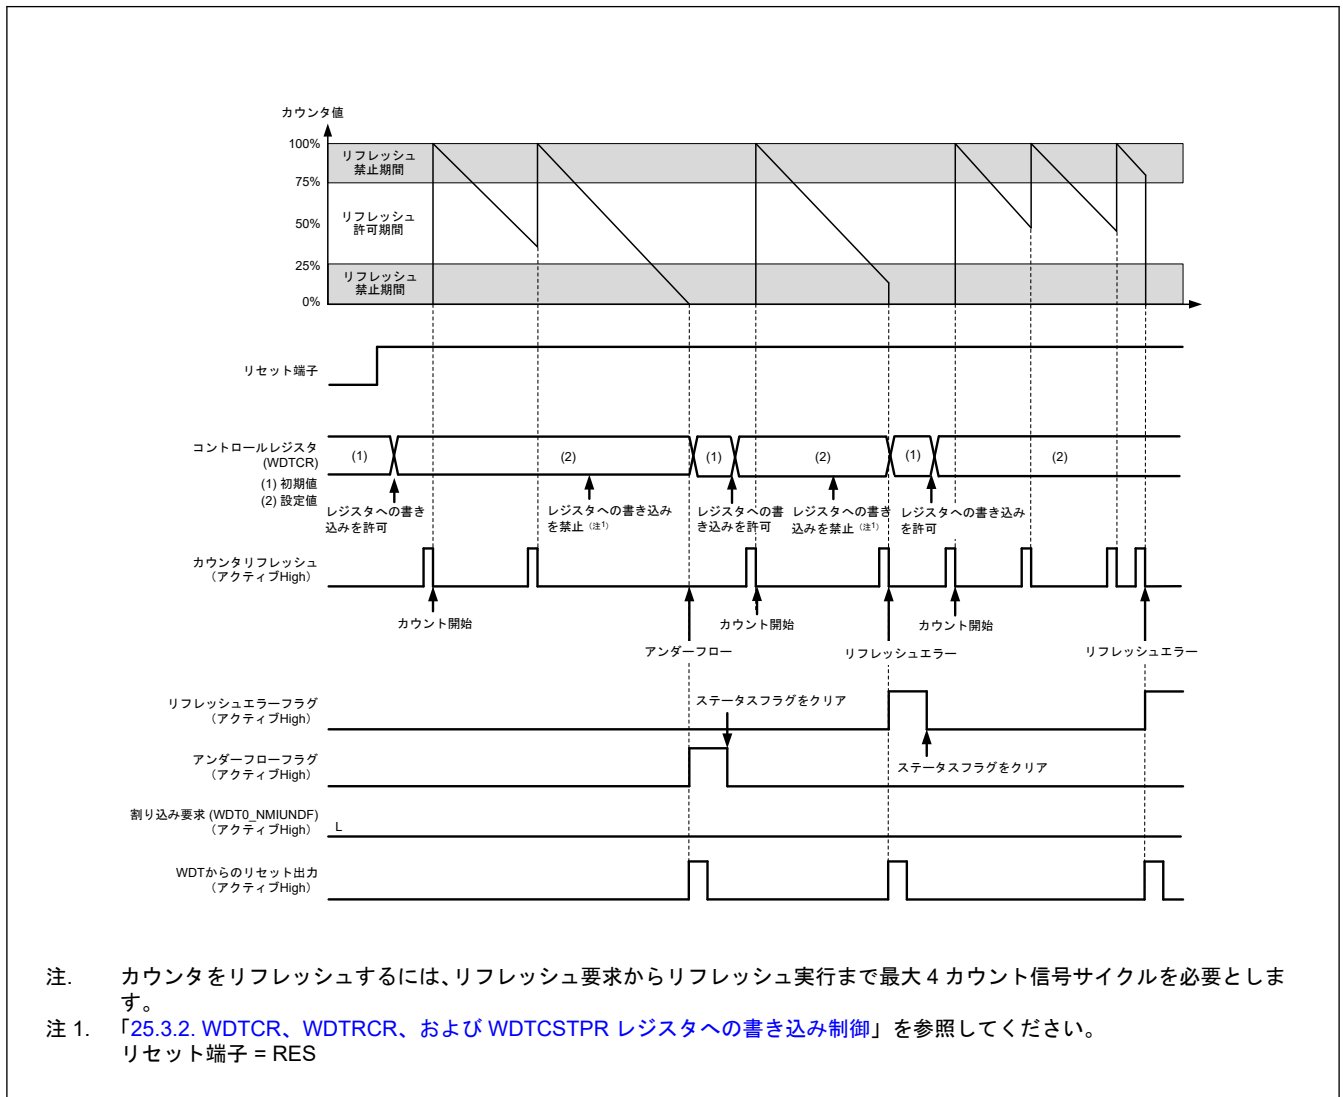 カウンタ値
100%
リフレッシュ
禁止期間
75%
リフレッシュ
許可期間
50%
25%
リフレッシュ
禁止期間
0%
リセット端子
コントロールレジスタ
(WDTCR)
(1) 初期値
(2) 設定値
(1)
(2)
(1)
(2)
(1)
(2)
レジスタへの書き
込みを許可
レジスタへの書き込み
を禁止（注1）
レジスタへの書
き込みを許可
レジスタへの書き
込みを禁止（注1）
レジスタへの書き込み
を許可
カウンタリフレッシュ
（アクティブHigh）
カウント開始
カウント開始
カウント開始
アンダーフロー
リフレッシュエラー
リフレッシュエラー
リフレッシュエラーフラグ
（アクティブHigh）
ステータスフラグをクリア
アンダーフローフラグ
（アクティブHigh）
ステータスフラグをクリア
割り込み要求 (WDT0_NMIUNDF)
（アクティブHigh）
L
WDTからのリセット出力
（アクティブHigh）
注. カウンタをリフレッシュするには、リフレッシュ要求からリフレッシュ実行まで最大 4 カウント信号サイクルを必要としま
す。
注 1. 「25.3.2. WDTCR、WDTRCR、および WDTCSTPR レジスタへの書き込み制御」を参照してください。
リセット端子 = RES